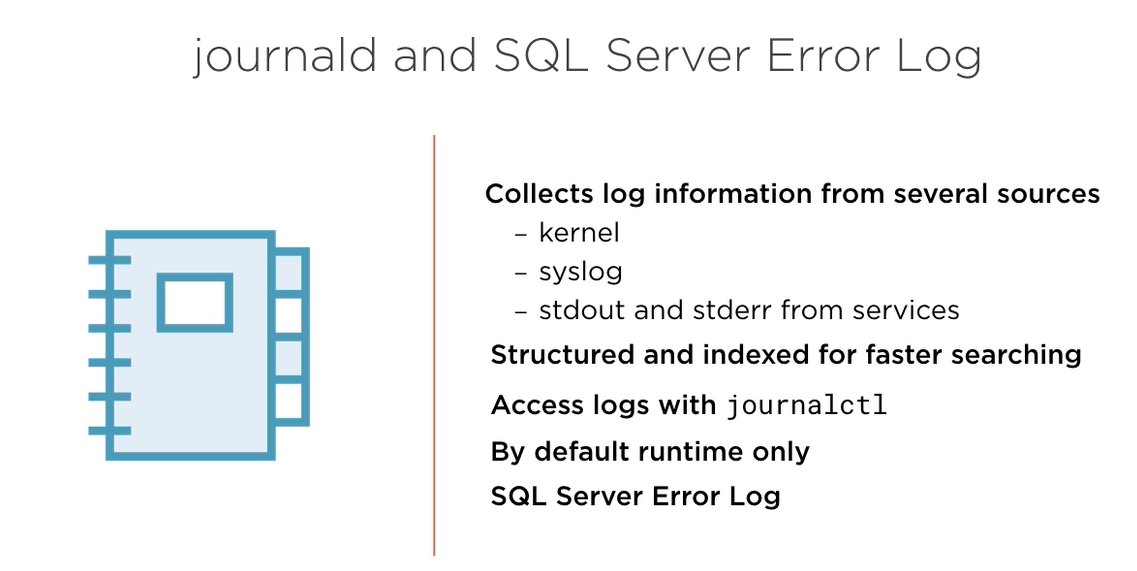 journald and SQL Server Error Log
Collects log information from several sources
– kernel
– syslog
– stdout and stderr from services
Structured and indexed for faster searching
Access logs with journalctl
By default runtime only
SQL Server Error Log